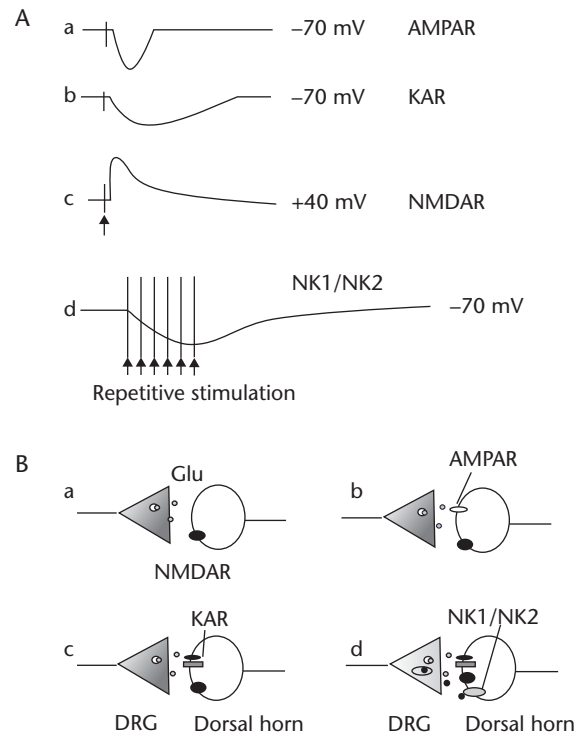 A
a –70 mV AMPAR
b –70 mV KAR
c +40 mV NMDAR
NK1/NK2
d –70 mV
Repetitive stimulation
B
a Glu
NMDAR
b AMPAR
c KAR
DRG Dorsal horn
d NK1/NK2
DRG Dorsal horn